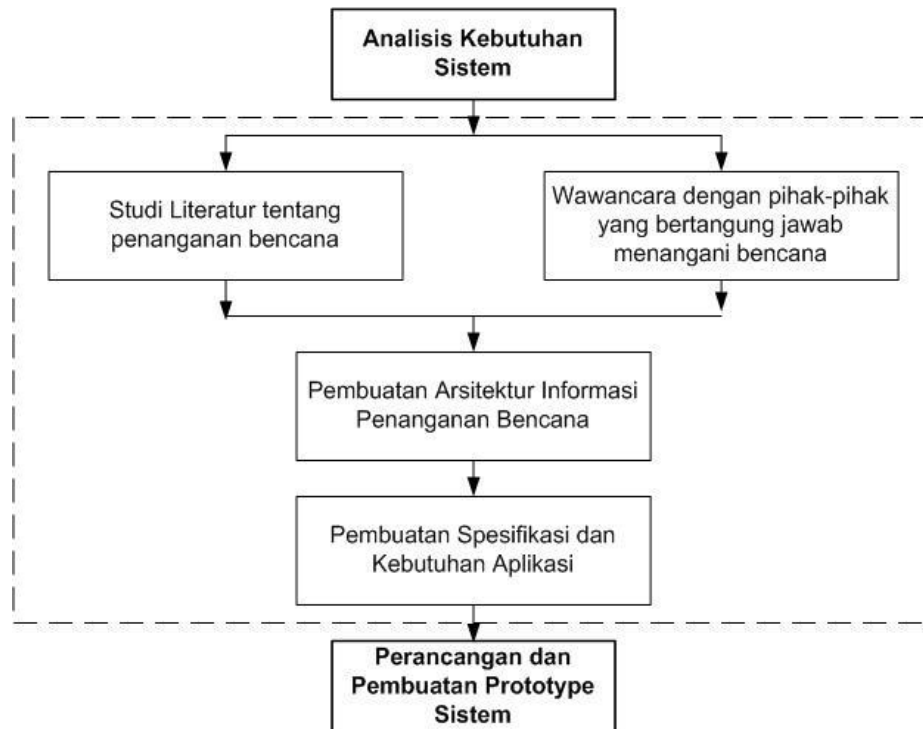 Analisis Kebutuhan
Sistem
Studi Literatur tentang
penanganan bencana
Wawancara dengan pihak-pihak
yang bertangung jawab
menangani bencana
Pembuatan Arsitektur Informasi
Penanganan Bencana
Pembuatan Spesifikasi dan
Kebutuhan Aplikasi
Perancangan dan
Pembuatan Prototype
Sistem